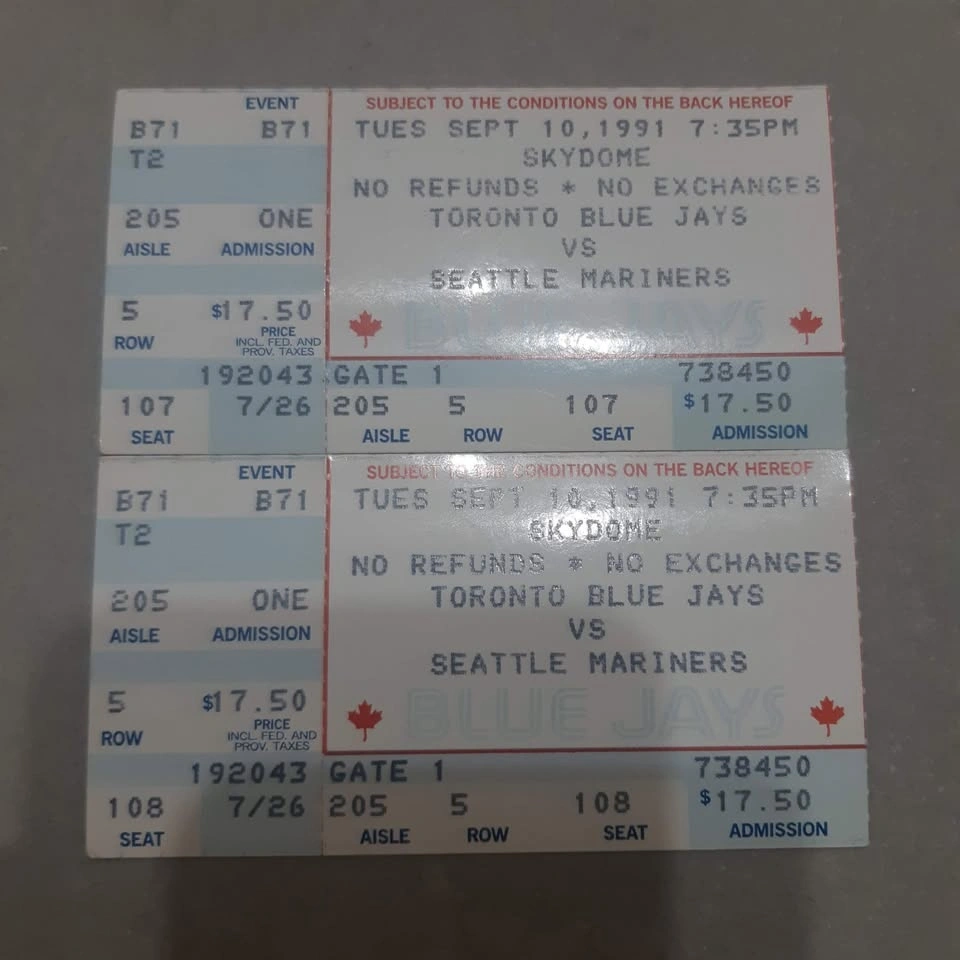 EVENT
B71 B71
T2
205 ONE
AISLE ADMISSION
5 $17.50
ROW PRICE
INCL. FED. AND
PROV. TAXES
192043
107 7/26
SEAT
SUBJECT TO THE CONDITIONS ON THE BACK HEREOF
TUES SEPT 10,1991 7:35PM
SKYDOME
NO REFUNDS * NO EXCHANGES
TORONTO BLUE JAYS
VS
SEATTLE MARINERS
BLUE JAYS
GATE 1 738450
205 5 107 $17.50
AISLE ROW SEAT ADMISSION
EVENT
B71 B71
T2
205 ONE
AISLE ADMISSION
5 $17.50
ROW PRICE
INCL. FED. AND
PROV. TAXES
192043
108 7/26
SEAT
SUBJECT TO THE CONDITIONS ON THE BACK HEREOF
TUES SEPT 10,1991 7:35PM
SKYDOME
NO REFUNDS * NO EXCHANGES
TORONTO BLUE JAYS
VS
SEATTLE MARINERS
BLUE JAYS
GATE 1 738450
205 5 108 $17.50
AISLE ROW SEAT ADMISSION